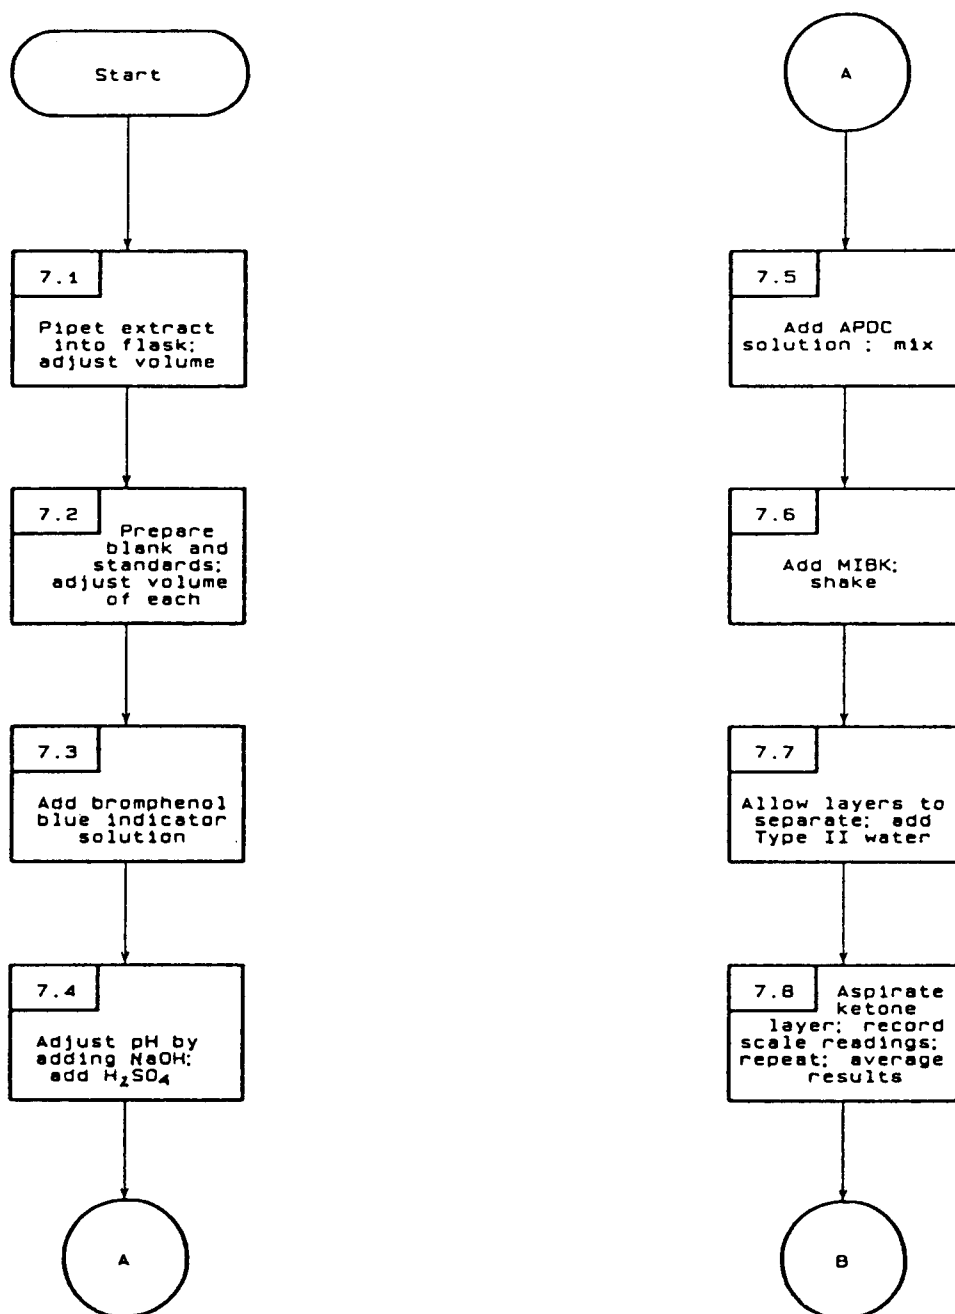 Start
7.1
Pipet extract
into flask;
adjust volume
7.2
Prepare
blank and
standards;
adjust volume
of each
7.3
Add bromphenol
blue indicator
solution
7.4
Adjust pH by
adding NaOH;
add H₂SO₄
A
A
7.5
Add APDC
solution ; mix
7.6
Add MIBK;
shake
7.7
Allow layers to
separate; add
Type II water
7.8
Aspirate
ketone
layer; record
scale readings;
repeat; average
results
B